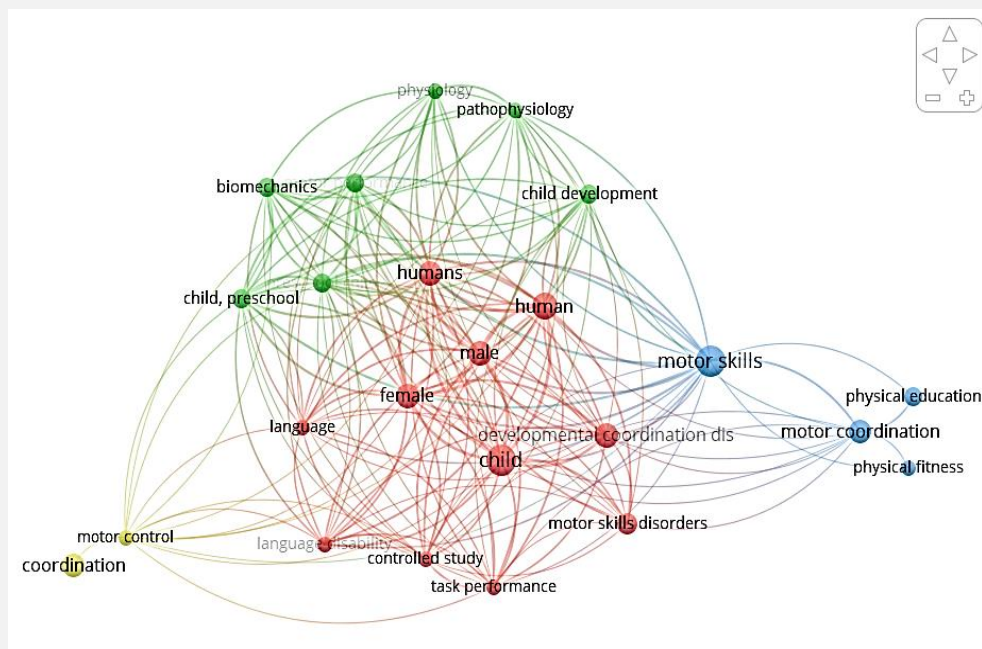 physiology
pathophysiology
biomechanics
child development
humans
child, preschool
human
male
motor skills
female
physical education
language
developmental coordination dis
motor coordination
child
physical fitness
motor skills disorders
motor control
language disability
controlled study
coordination
task performance